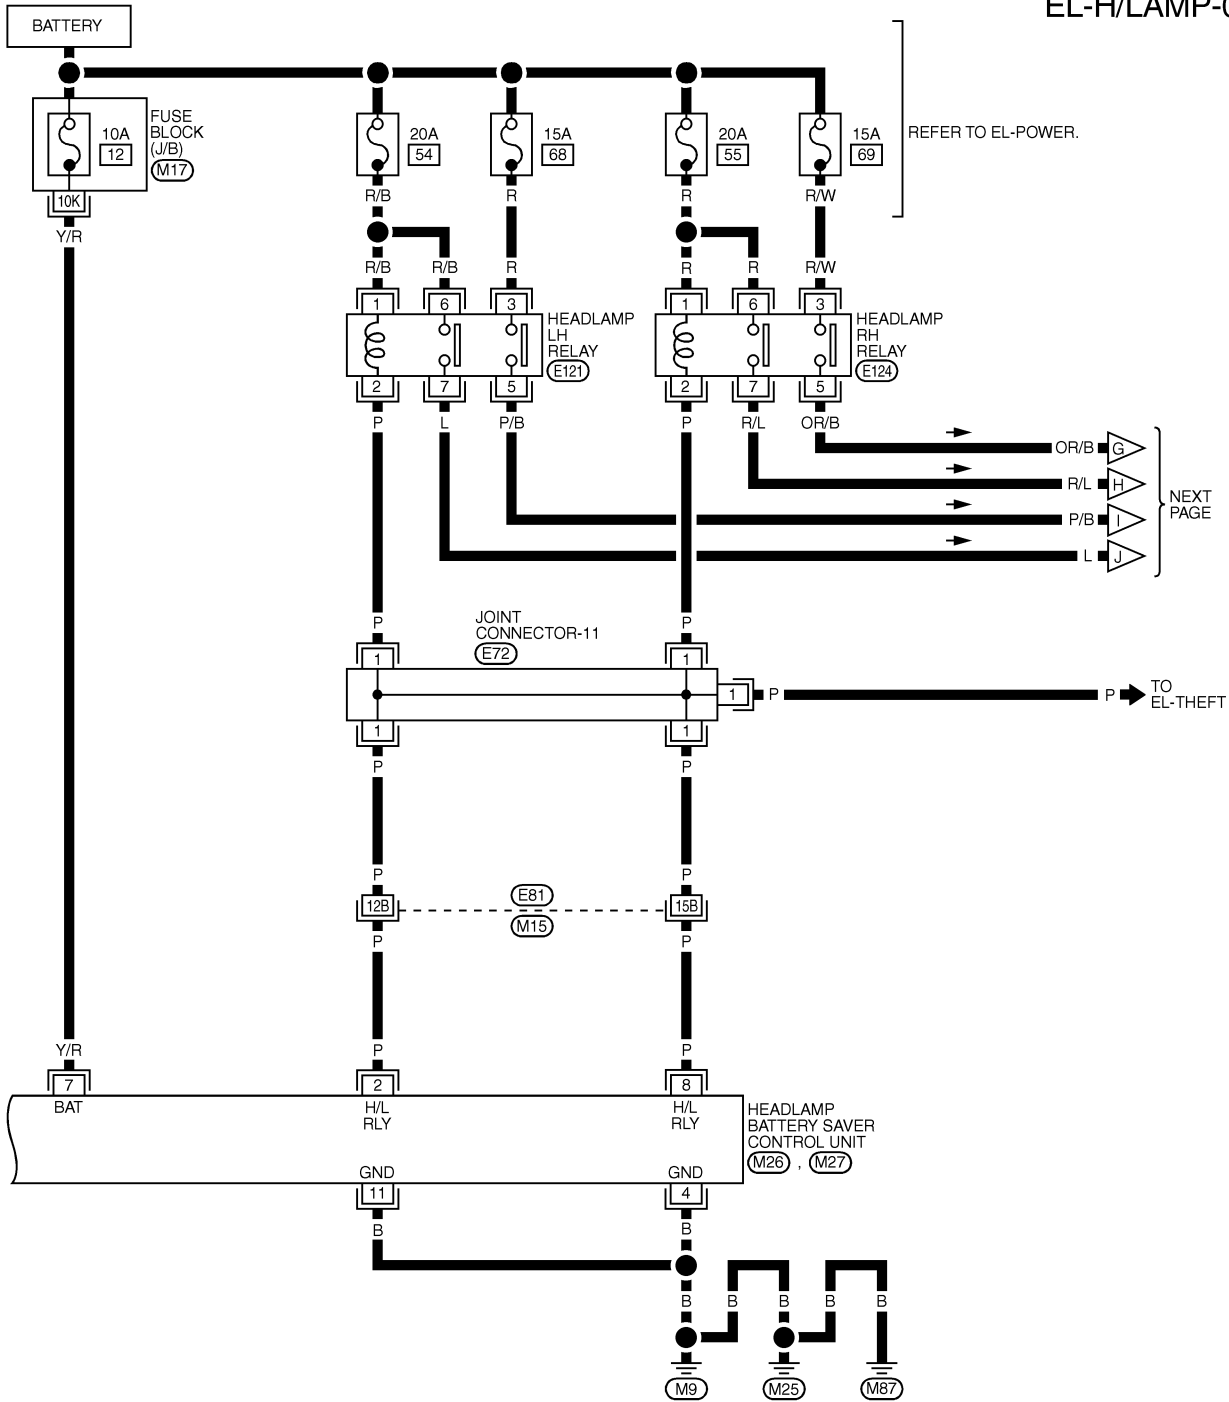 EL-H/LAMP-0
BATTERY
10A
12
FUSE
BLOCK
(J/B)
M17
20A
54
15A
68
20A
55
15A
69
REFER TO EL-POWER.
10K
R/B
R
R
R/W
Y/R
R/B
R/B
R
R
R
R/W
1
6
3
1
6
3
HEADLAMP
LH
RELAY
E121
HEADLAMP
RH
RELAY
E124
2
7
5
2
7
5
P
L
P/B
P
R/L
OR/B
OR/B
G
R/L
H
P/B
I
L
J
NEXT
PAGE
P
JOINT
CONNECTOR-11
E72
P
1
1
1
P
P
TO
EL-THEFT
1
1
P
P
P
P
12B
E81
M15
15B
P
P
Y/R
P
P
7
2
8
BAT
H/L
RLY
H/L
RLY
HEADLAMP
BATTERY SAVER
CONTROL UNIT
M26 , M27
GND
GND
11
4
B
B
B
B
B
B
B
M9
M25
M87